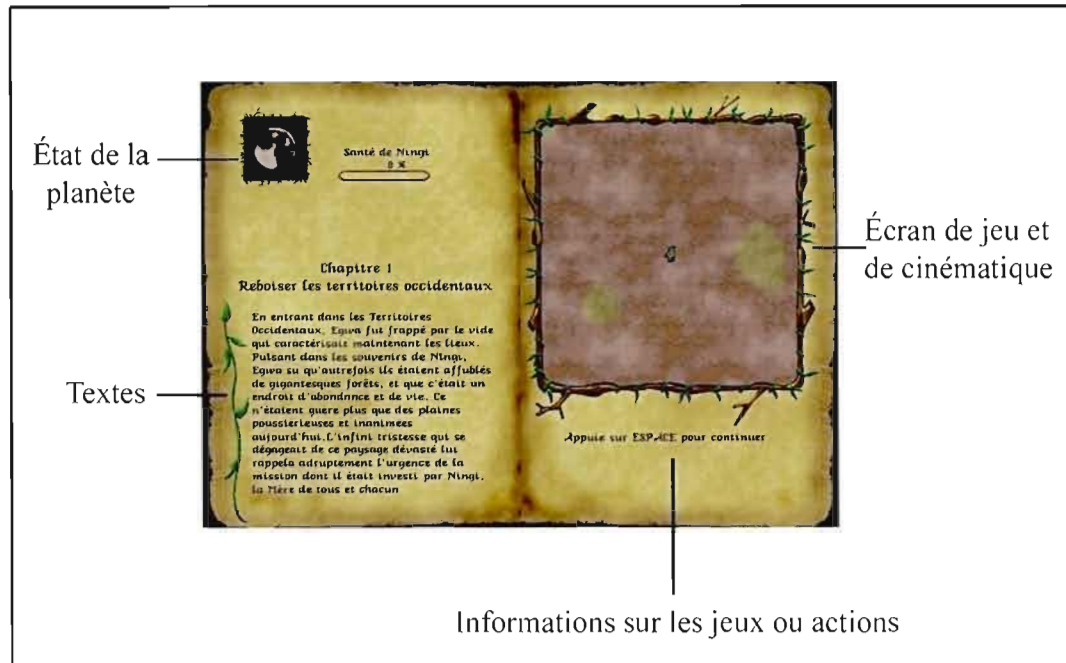 État de la
planète
Santé de Ningi
0 %
Chapitre 1
Reboiser les territoires occidentaux
En entrant dans les Territoires
Occidentaux, Egwa fut frappé par le vide
qui caractérisait maintenant les lieux.
Puisant dans les souvenirs de Ningi,
Egwa su qu'autrefois ils étaient affublés
de gigantesques forêts, et que c'était un
endroit d'abondance et de vie. Ce
n'étaient guère plus que des plaines
poussiereuses et inanimées
aujourd'hui.L'infini tristesse qui se
dégageait de ce paysage dévasté lui
rappela adruptement l'urgence de la
mission dont il était investi par Ningi,
la Mère de tous et chacun
Textes
Écran de jeu et
de cinématique
Appuie sur ESPACE pour continuer
Informations sur les jeux ou actions